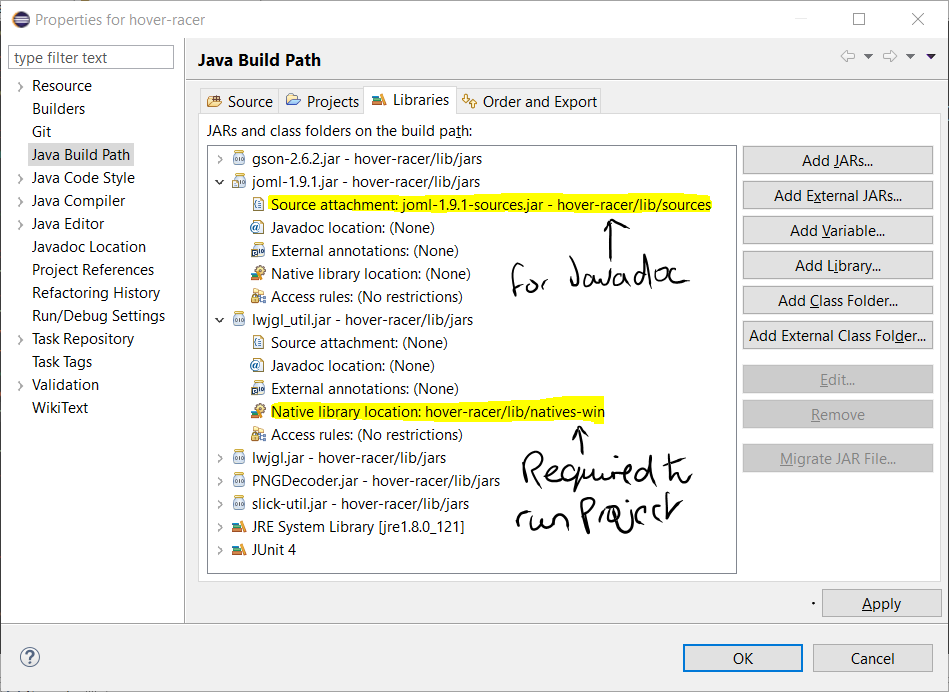 Properties for hover-racer
type filter text
Resource
Builders
Git
Java Build Path
Java Code Style
Java Compiler
Java Editor
Javadoc Location
Project References
Refactoring History
Run/Debug Settings
Task Repository
Task Tags
Validation
WikiText
Java Build Path
Source Projects Libraries Order and Export
JARs and class folders on the build path:
gson-2.6.2.jar - hover-racer/lib/jars
joml-1.9.1.jar - hover-racer/lib/jars
Source attachment: joml-1.9.1-sources.jar - hover-racer/lib/sources
Javadoc location: (None)
External annotations: (None)
Native library location: (None)
Access rules: (No restrictions)
for Javadoc
lwjgl_util.jar - hover-racer/lib/jars
Source attachment: (None)
Javadoc location: (None)
External annotations: (None)
Native library location: hover-racer/lib/natives-win
Access rules: (No restrictions)
Required to
run Project
lwjgl.jar - hover-racer/lib/jars
PNGDecoder.jar - hover-racer/lib/jars
slick-util.jar - hover-racer/lib/jars
JRE System Library [jre1.8.0_121]
JUnit 4
Add JARs...
Add External JARs...
Add Variable...
Add Library...
Add Class Folder...
Add External Class Folder...
Edit...
Remove
Migrate JAR File...
Apply
OK
Cancel